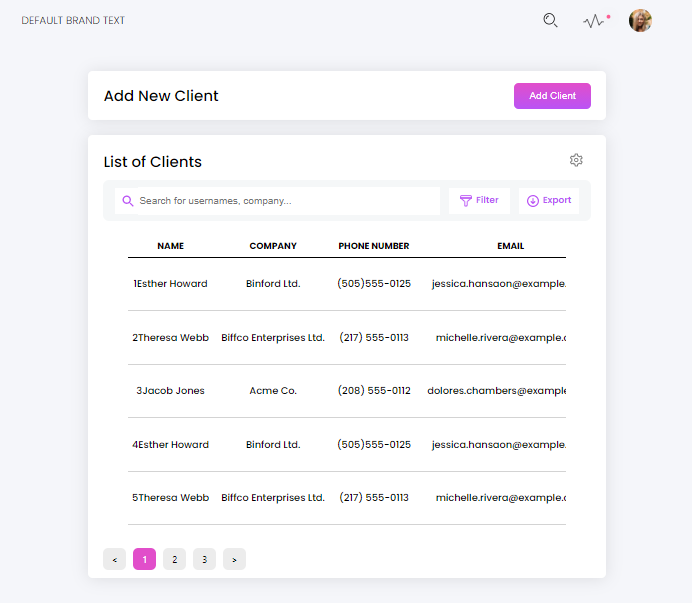 DEFAULT BRAND TEXT
Add New Client
Add Client
List of Clients
Search for usernames, company...
Filter
Export
NAME COMPANY PHONE NUMBER EMAIL
1Esther Howard Binford Ltd. (505)555-0125 jessica.hansaon@example.
2Theresa Webb Biffco Enterprises Ltd. (217) 555-0113 michelle.rivera@example.c
3Jacob Jones Acme Co. (208) 555-0112 dolores.chambers@example
4Esther Howard Binford Ltd. (505)555-0125 jessica.hansaon@example.
5Theresa Webb Biffco Enterprises Ltd. (217) 555-0113 michelle.rivera@example.c
< 1 2 3 >